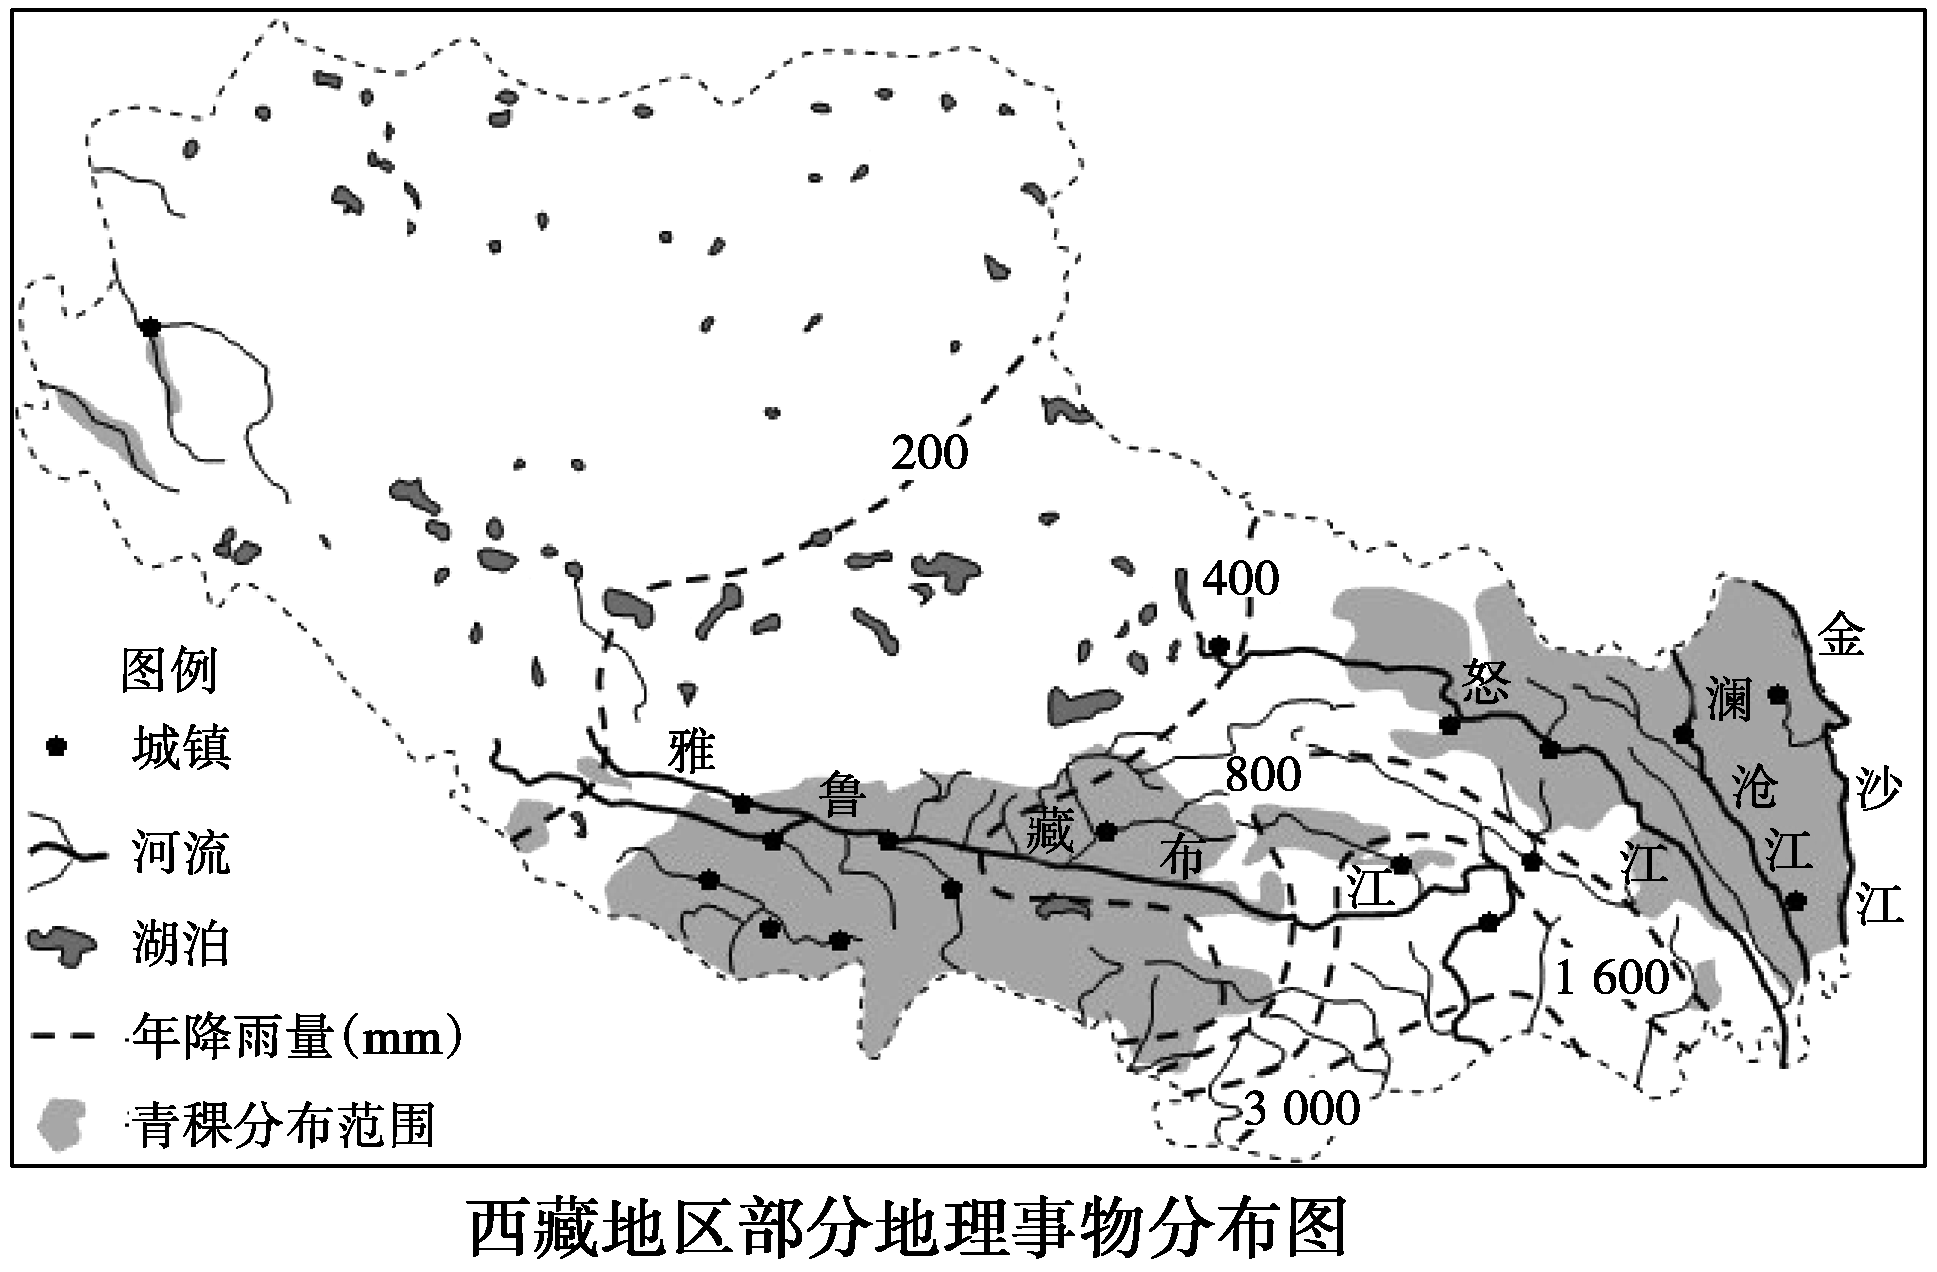 200
400
金
怒
澜
图例
雅
城镇
800
鲁
沧
沙
藏
布
江
江
江
江
河流
湖泊
1 600
年降雨量(mm)
3 000
青稞分布范围
西藏地区部分地理事物分布图